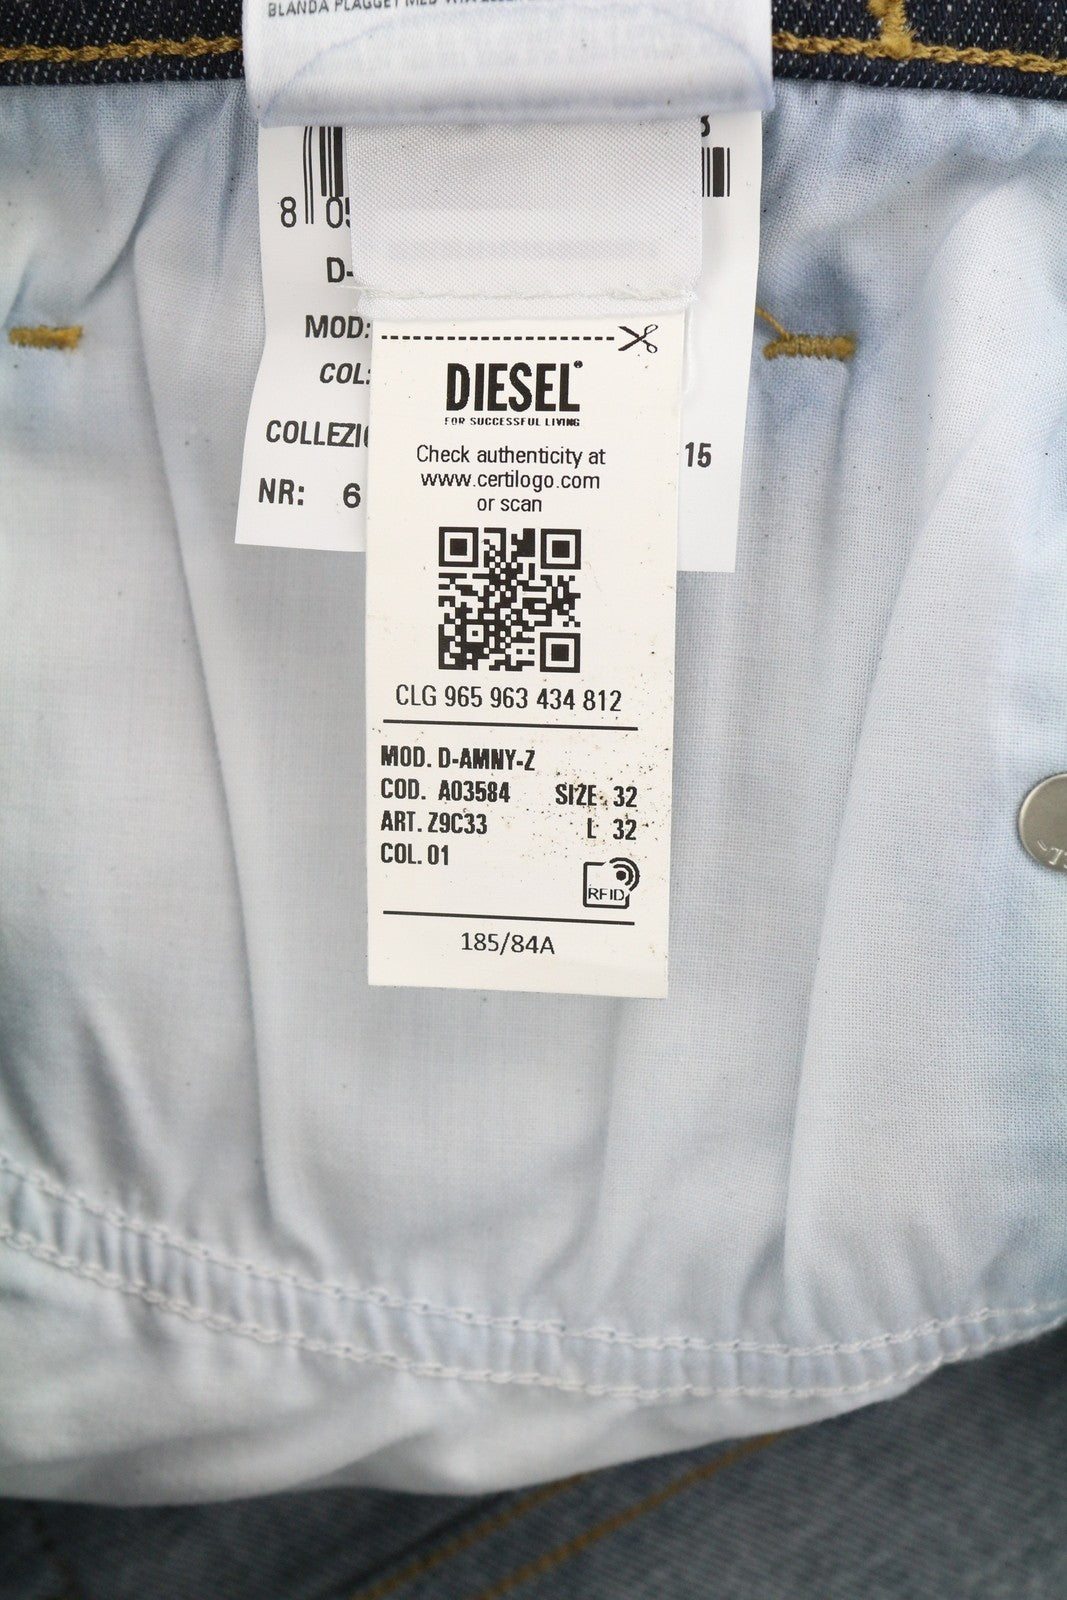 BLANDA PLAGGET MED
8 05
D-
MOD:
COL:
COLLEZI
15
NR: 6
DIESEL
FOR SUCCESSFUL LIVING
Check authenticity at
www.certilogo.com
or scan
CLG 965 963 434 812
MOD. D-AMNY-Z
COD. A03584 SIZE: 32
ART. Z9C33 L 32
COL. 01
RFID
185/84A